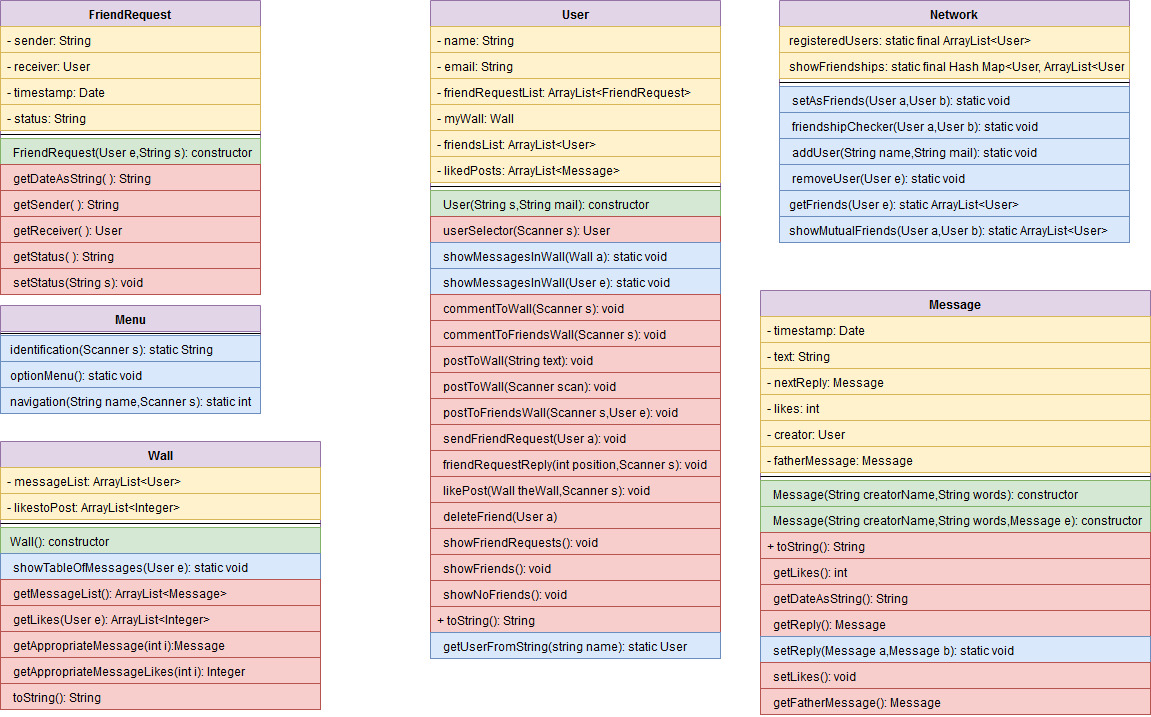 FriendRequest
- sender: String
- receiver: User
- timestamp: Date
- status: String
FriendRequest(User e,String s): constructor
getDateAsString( ): String
getSender( ): String
getReceiver( ): User
getStatus( ): String
setStatus(String s): void
Menu
identification(Scanner s): static String
optionMenu(): static void
navigation(String name,Scanner s): static int
Wall
- messageList: ArrayList<User>
- likestoPost: ArrayList<Integer>
Wall(): constructor
showTableOfMessages(User e): static void
getMessageList(): ArrayList<Message>
getLikes(User e): ArrayList<Integer>
getAppropriateMessage(int i):Message
getAppropriateMessageLikes(int i): Integer
toString(): String
User
- name: String
- email: String
- friendRequestList: ArrayList<FriendRequest>
- myWall: Wall
- friendsList: ArrayList<User>
- likedPosts: ArrayList<Message>
User(String s,String mail): constructor
userSelector(Scanner s): User
showMessagesInWall(Wall a): static void
showMessagesInWall(User e): static void
commentToWall(Scanner s): void
commentToFriendsWall(Scanner s): void
postToWall(String text): void
postToWall(Scanner scan): void
postToFriendsWall(Scanner s,User e): void
sendFriendRequest(User a): void
friendRequestReply(int position,Scanner s): void
likePost(Wall theWall,Scanner s): void
deleteFriend(User a)
showFriendRequests(): void
showFriends(): void
showNoFriends(): void
+ toString(): String
getUserFromString(string name): static User
Network
registeredUsers: static final ArrayList<User>
showFriendships: static final Hash Map<User, ArrayList<User
setAsFriends(User a,User b): static void
friendshipChecker(User a,User b): static void
addUser(String name,String mail): static void
removeUser(User e): static void
getFriends(User e): static ArrayList<User>
showMutualFriends(User a,User b): static ArrayList<User>
Message
- timestamp: Date
- text: String
- nextReply: Message
- likes: int
- creator: User
- fatherMessage: Message
Message(String creatorName,String words): constructor
Message(String creatorName,String words,Message e): constructor
+ toString(): String
getLikes(): int
getDateAsString(): String
getReply(): Message
setReply(Message a,Message b): static void
setLikes(): void
getFatherMessage(): Message